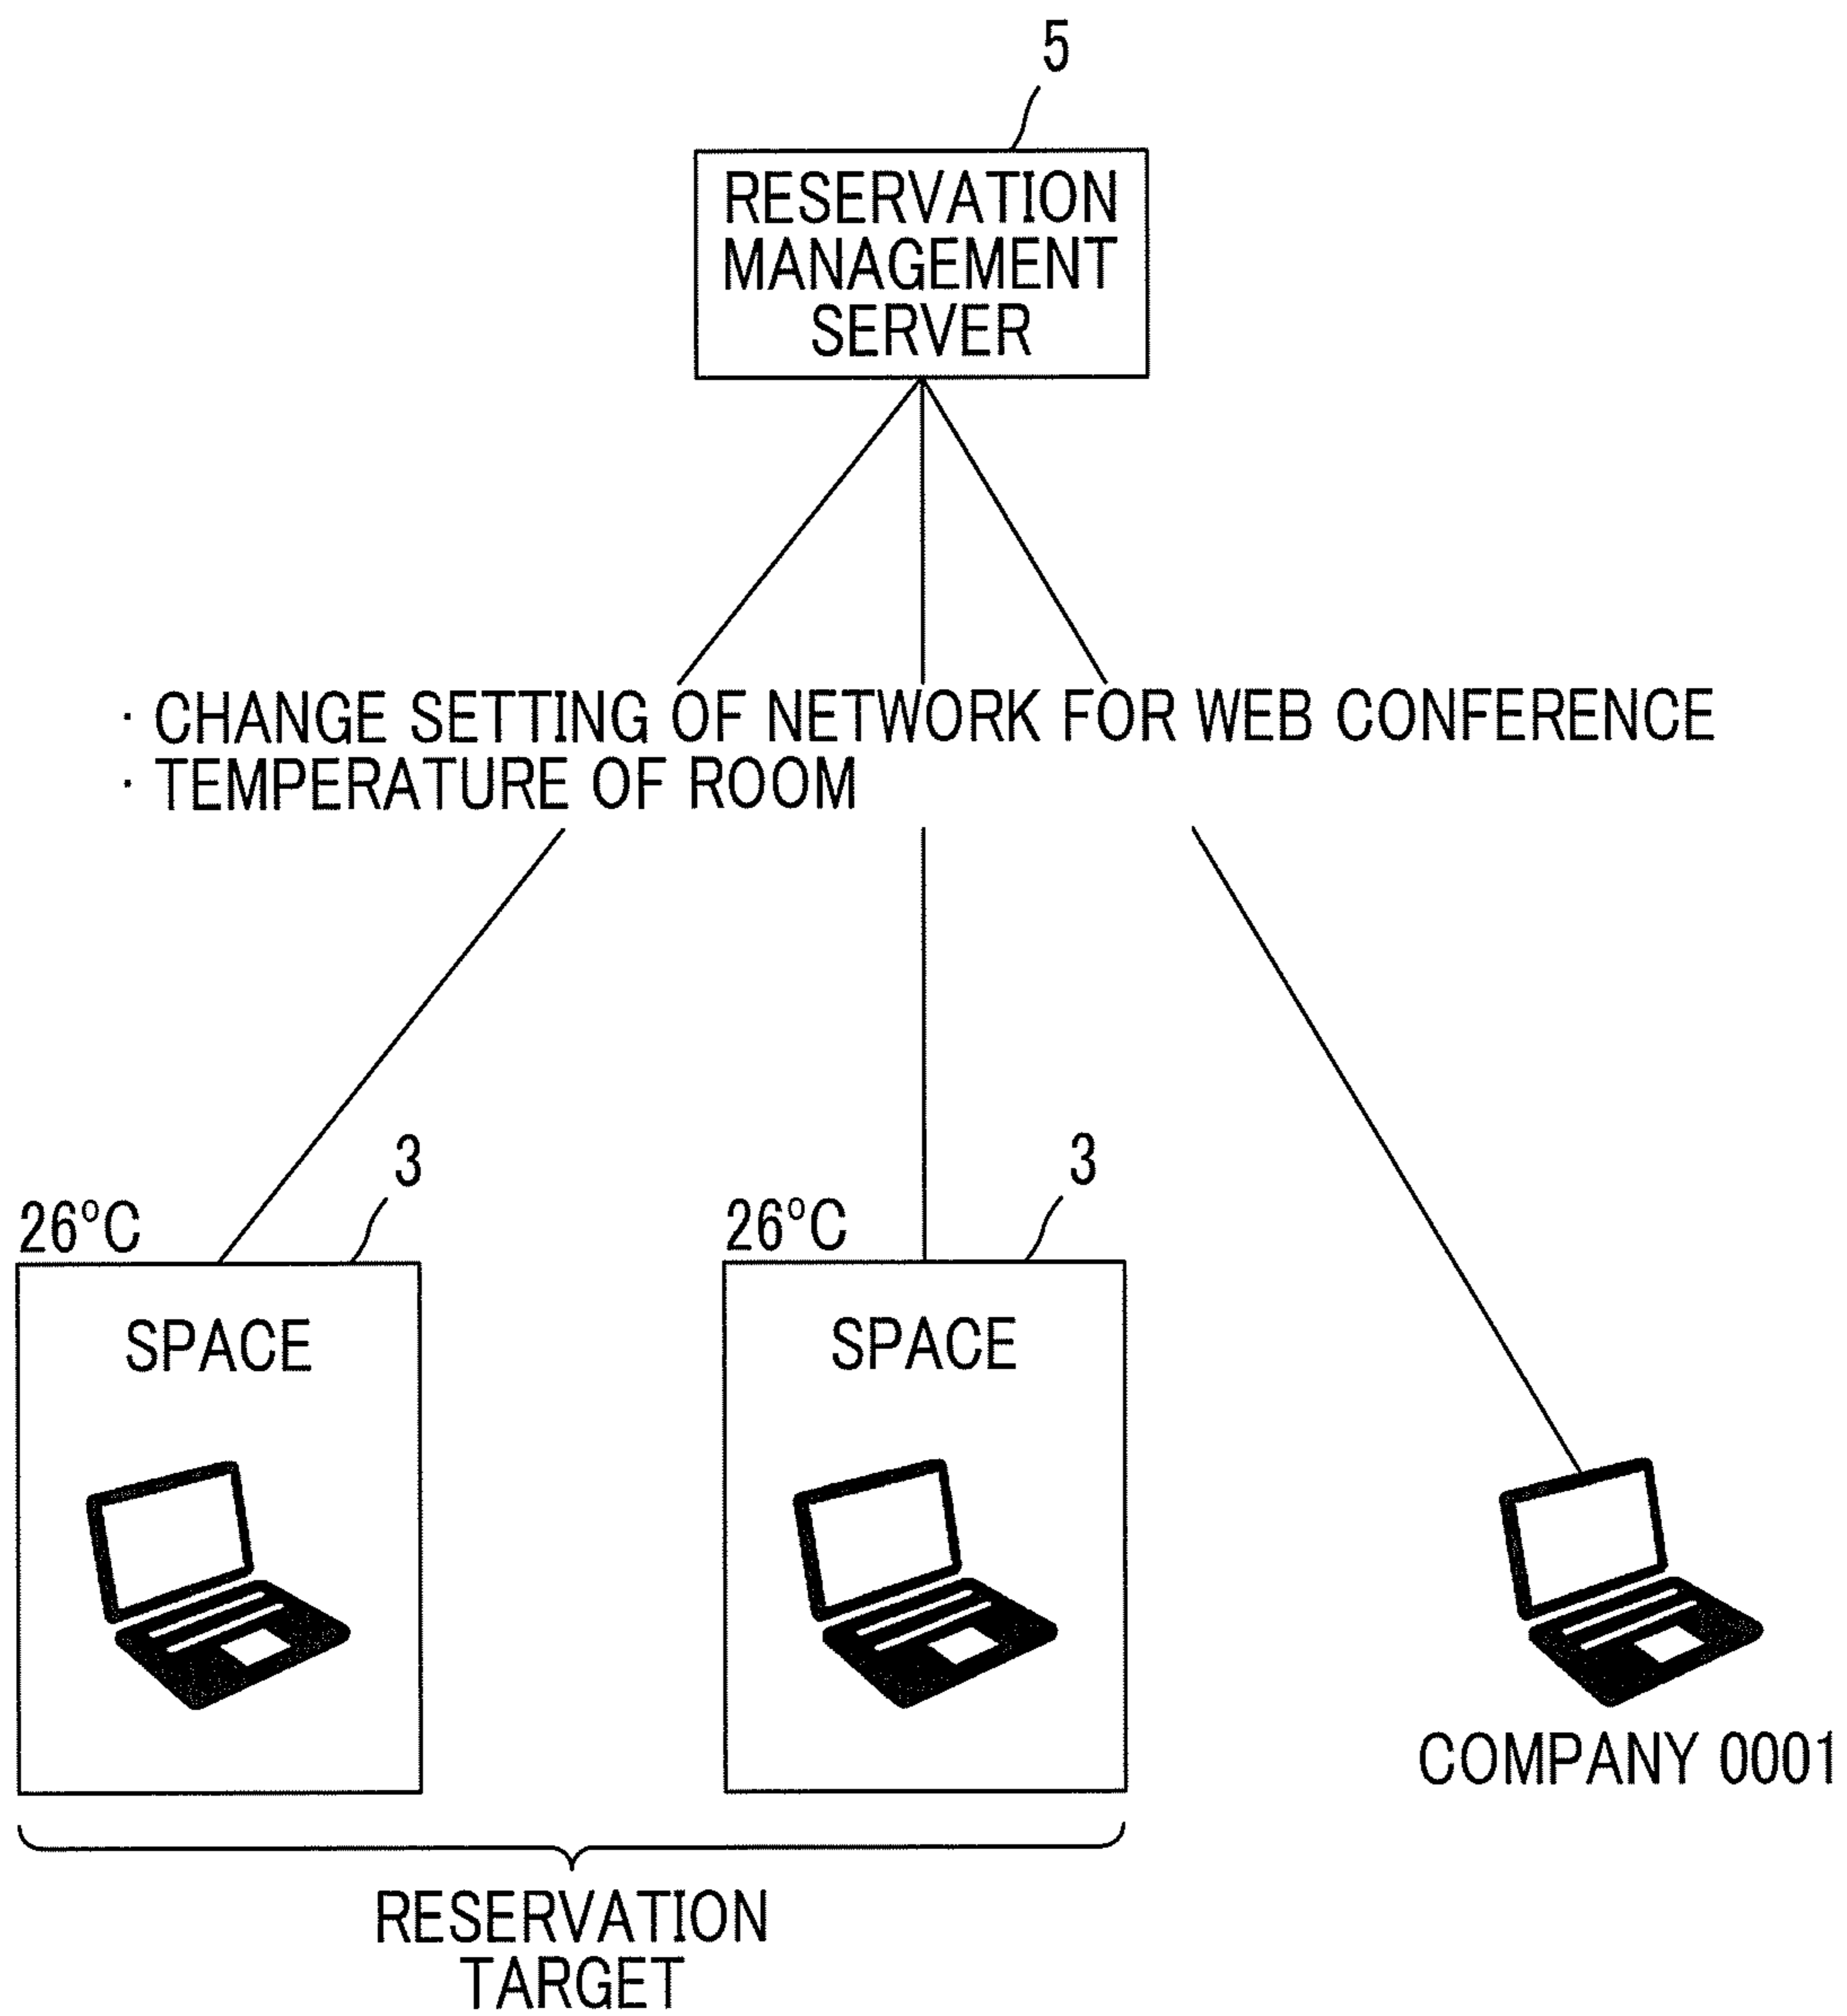 5
RESERVATION
MANAGEMENT
SERVER
· CHANGE SETTING OF NETWORK FOR WEB CONFERENCE
· TEMPERATURE OF ROOM
3
3
26°C
26°C
SPACE
SPACE
COMPANY 0001
RESERVATION
TARGET